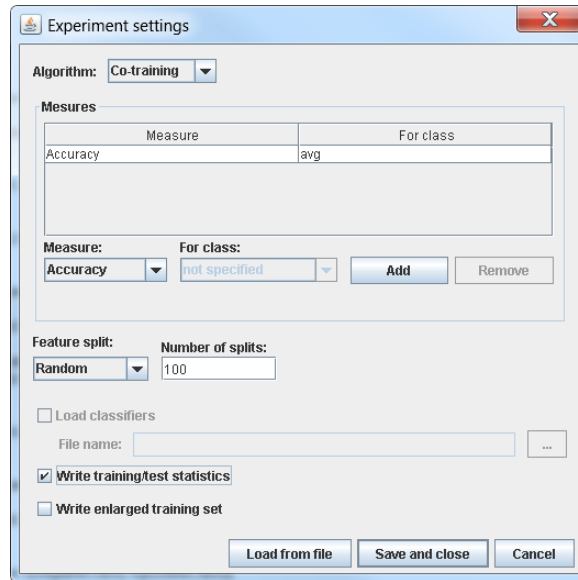 Experiment settings
Algorithm: Co-training
Mesures
Measure For class
Accuracy avg
Measure: For class:
Accuracy not specified Add Remove
Feature split: Number of splits:
Random 100
Load classifiers
File name: ...
Write training/test statistics
Write enlarged training set
Load from file Save and close Cancel